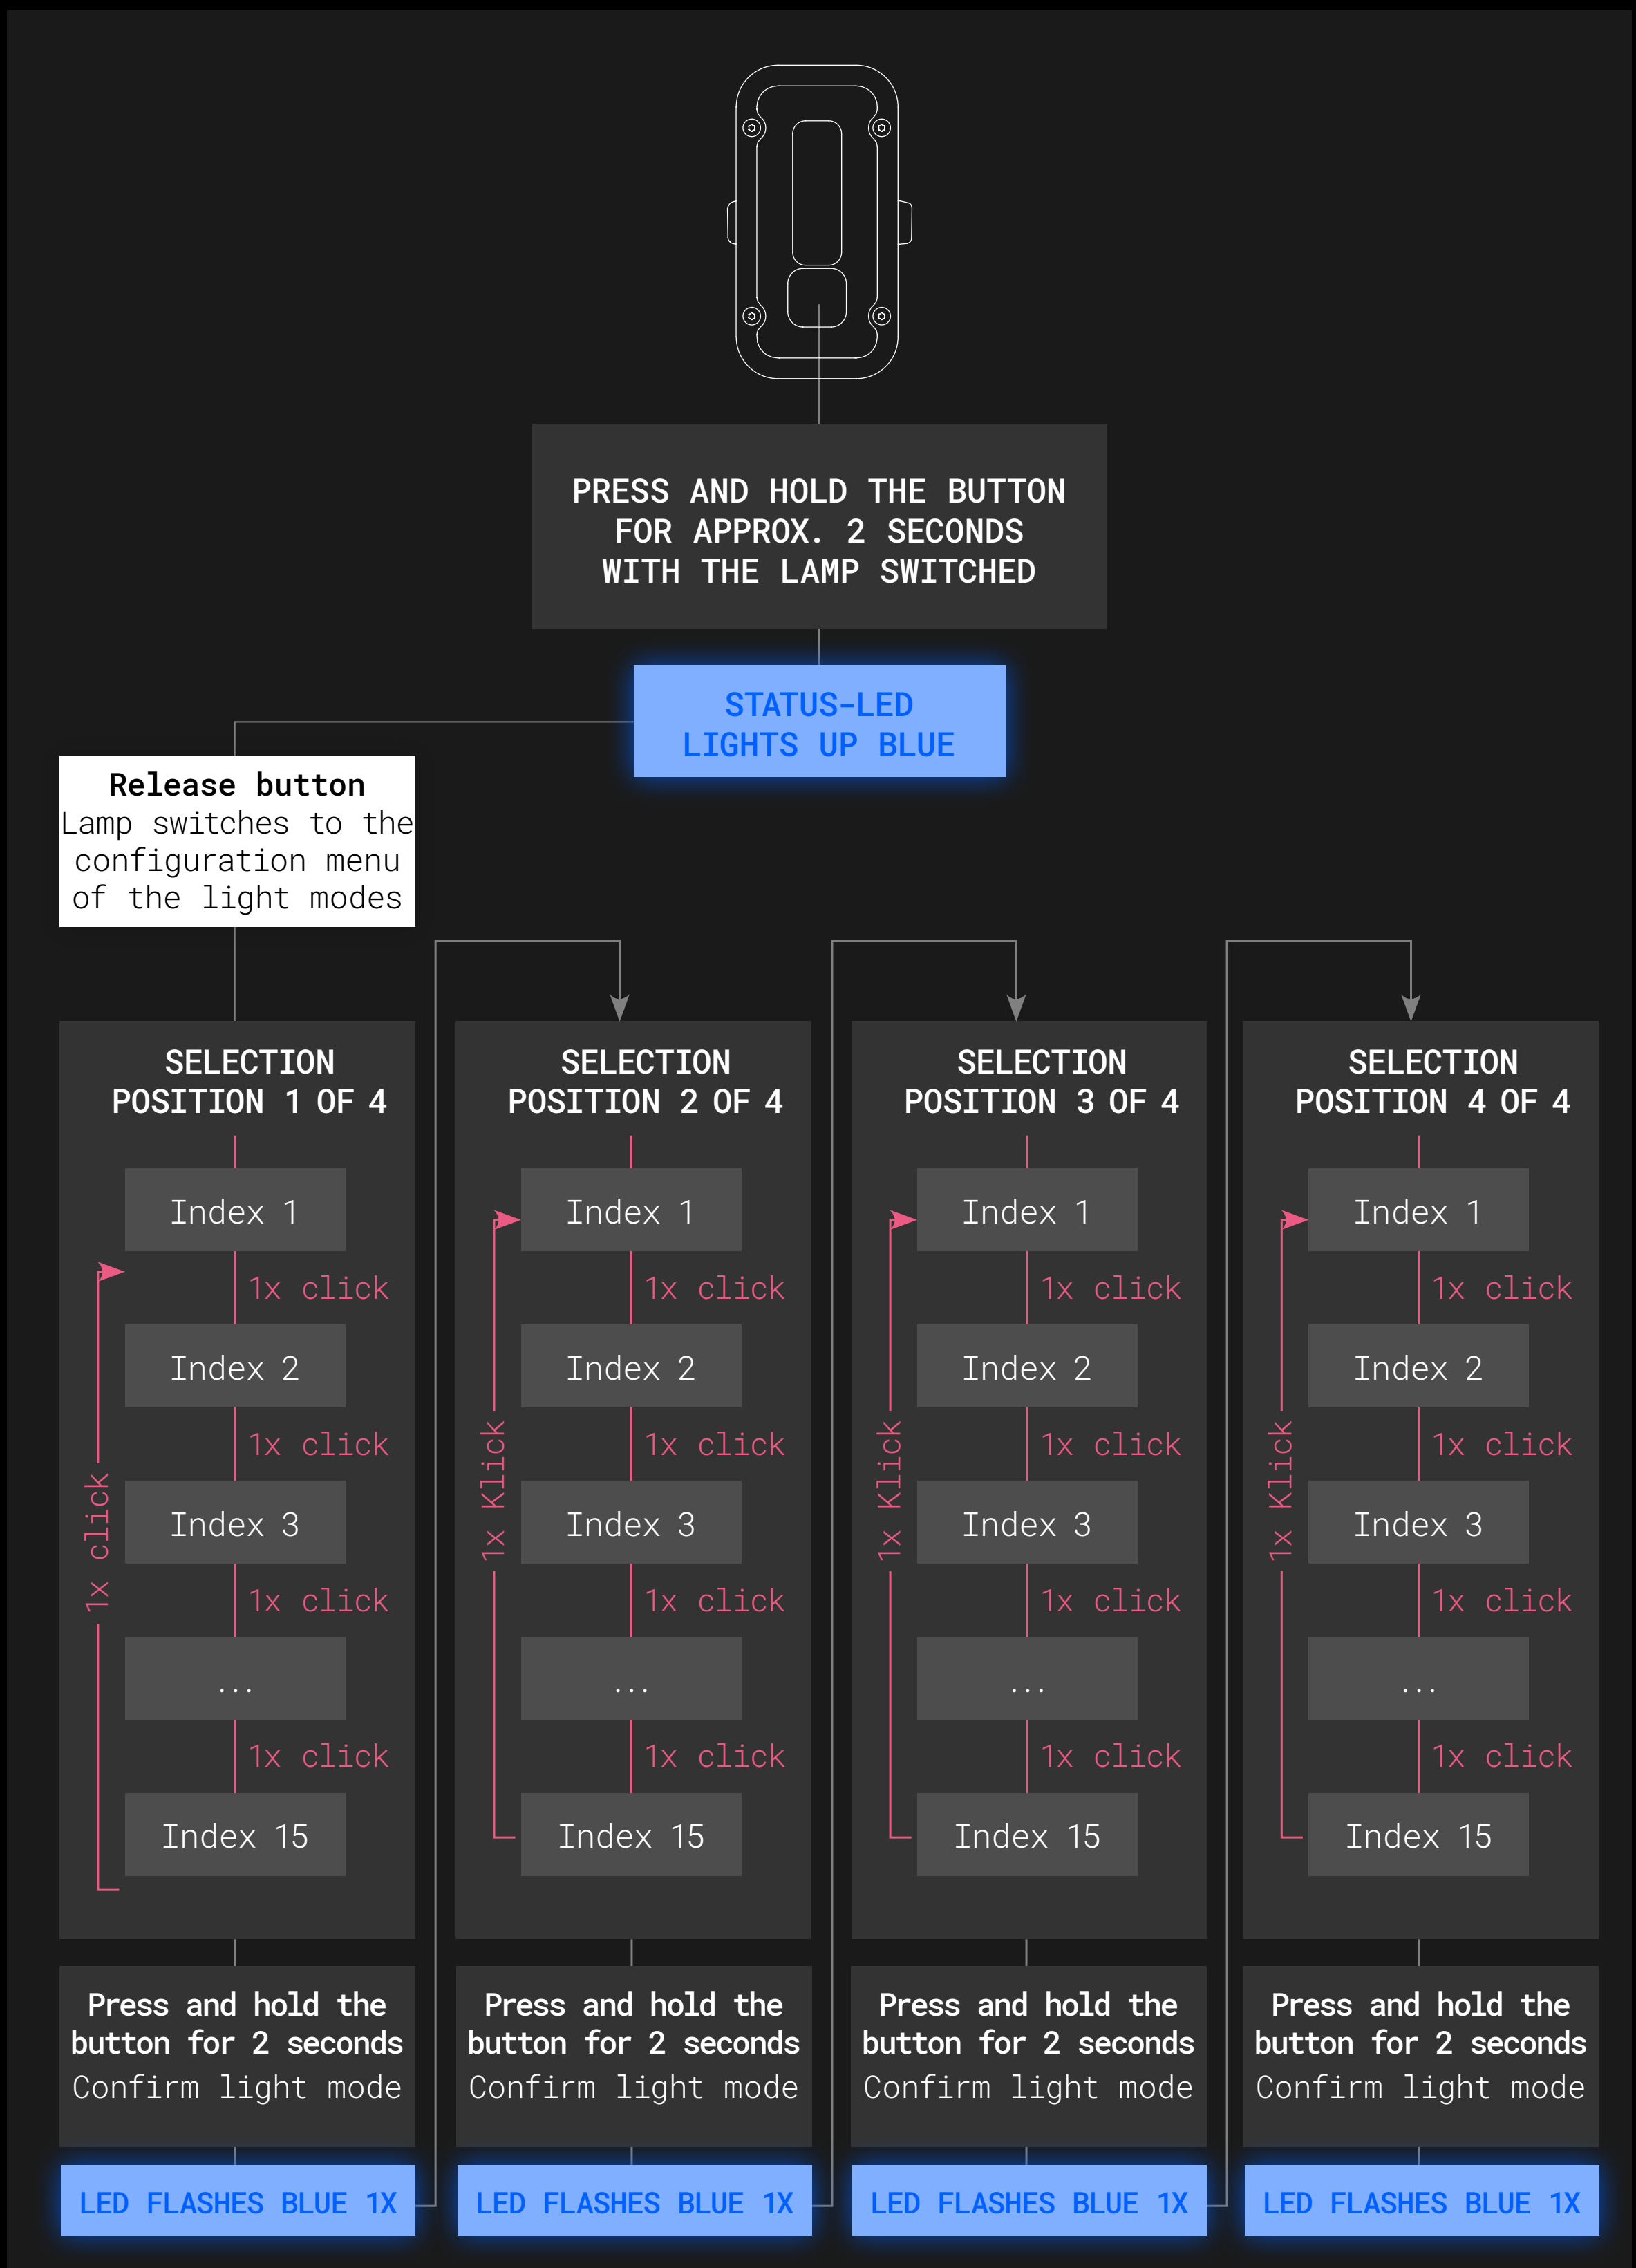 PRESS AND HOLD THE BUTTON
FOR APPROX. 2 SECONDS
WITH THE LAMP SWITCHED
STATUS-LED
LIGHTS UP BLUE
Release button
Lamp switches to the
configuration menu
of the light modes
SELECTION
POSITION 1 OF 4
Index 1
1x click
Index 2
1x click
Index 3
1x click
...
1x click
Index 15
1x click
Press and hold the
button for 2 seconds
Confirm light mode
LED FLASHES BLUE 1X
SELECTION
POSITION 2 OF 4
Index 1
1x click
Index 2
1x click
Index 3
1x click
...
1x click
Index 15
1x Klick
Press and hold the
button for 2 seconds
Confirm light mode
LED FLASHES BLUE 1X
SELECTION
POSITION 3 OF 4
Index 1
1x click
Index 2
1x click
Index 3
1x click
...
1x click
Index 15
1x Klick
Press and hold the
button for 2 seconds
Confirm light mode
LED FLASHES BLUE 1X
SELECTION
POSITION 4 OF 4
Index 1
1x click
Index 2
1x click
Index 3
1x click
...
1x click
Index 15
1x Klick
Press and hold the
button for 2 seconds
Confirm light mode
LED FLASHES BLUE 1X